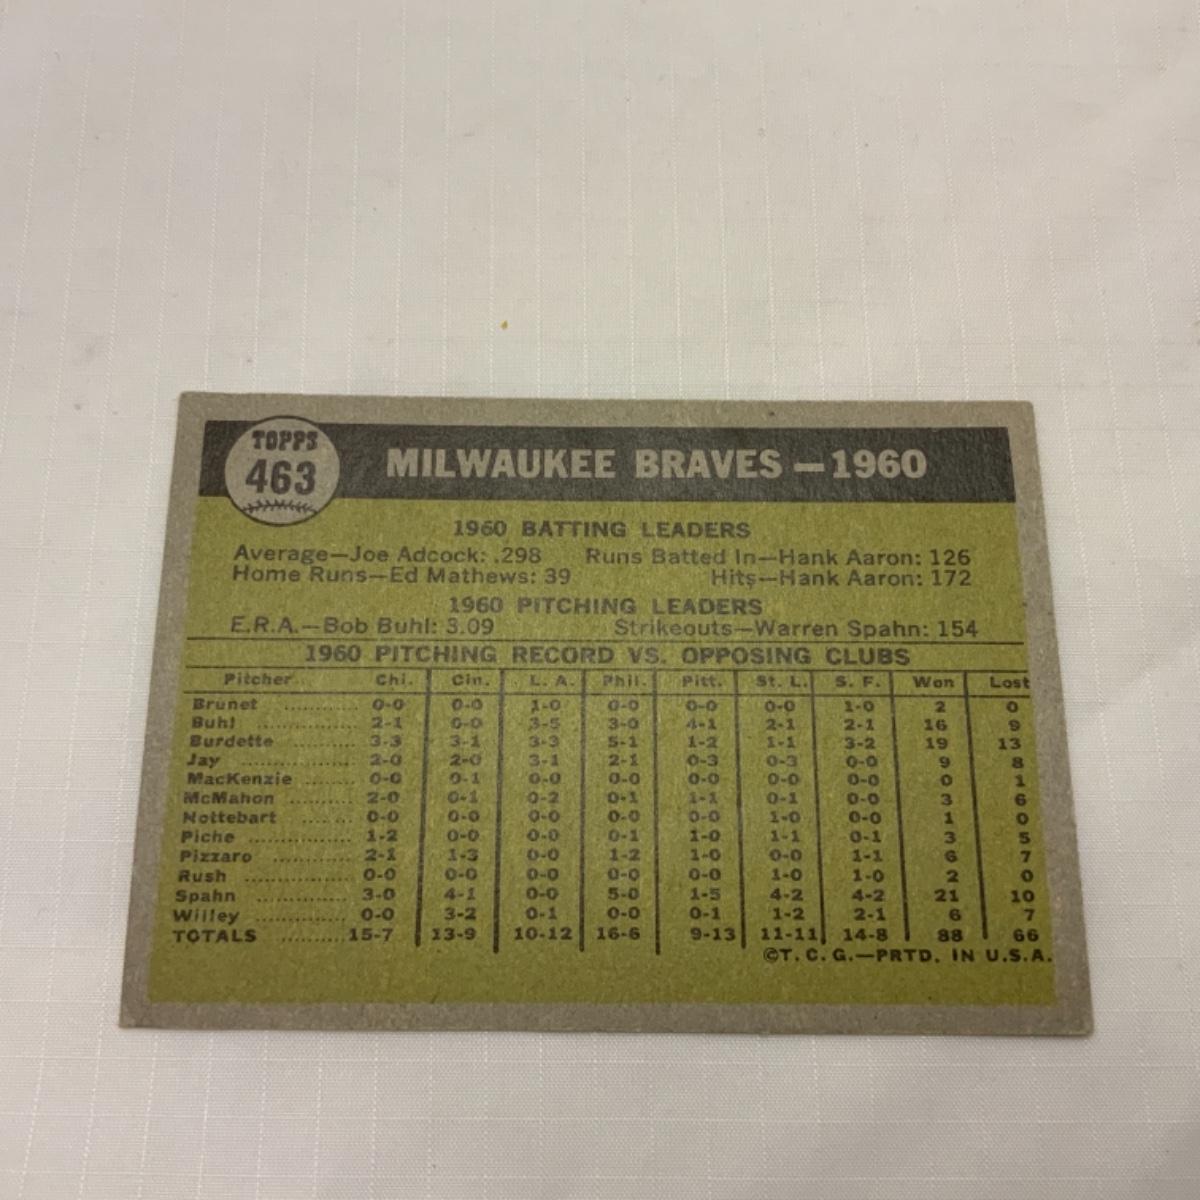 TOPPS
463
MILWAUKEE BRAVES — 1960
1960 BATTING LEADERS
Average—Joe Adcock: .298 Runs Batted In—Hank Aaron: 126
Home Runs—Ed Mathews: 39 Hits—Hank Aaron: 172
1960 PITCHING LEADERS
E.R.A.—Bob Buhl: 3.09 Strikeouts—Warren Spahn: 154
1960 PITCHING RECORD VS. OPPOSING CLUBS
Pitcher Chi. Cin. L. A. Phil. Pitt. St. L. S. F. Won Lost
Brunet .......... 0-0 0-0 1-0 0-0 0-0 0-0 1-0 2 0
Buhl .......... 2-1 0-0 3-5 3-0 4-1 2-1 2-1 16 9
Burdette .......... 3-3 3-1 3-3 5-1 1-2 1-1 3-2 19 13
Jay .......... 2-0 2-0 3-1 2-1 0-3 0-3 0-0 9 8
MacKenzie ........ 0-0 0-1 0-0 0-0 0-0 0-0 0-0 0 1
McMahon .......... 2-0 0-1 0-2 0-1 1-1 0-1 0-0 3 6
Nottebart ........ 0-0 0-0 0-0 0-0 0-0 1-0 0-0 1 0
Piche .......... 1-2 0-0 0-0 0-1 1-0 1-1 0-1 3 5
Pizzaro .......... 2-1 1-3 0-0 1-2 1-0 0-0 1-1 6 7
Rush .......... 0-0 0-0 0-0 0-0 0-0 1-0 1-0 2 0
Spahn .......... 3-0 4-1 0-0 5-0 1-5 4-2 4-2 21 10
Willey .......... 0-0 3-2 0-1 0-0 0-1 1-2 2-1 6 7
TOTALS .......... 15-7 13-9 10-12 16-6 9-13 11-11 14-8 88 66
©T. C. G.—PRTD. IN U.S.A.